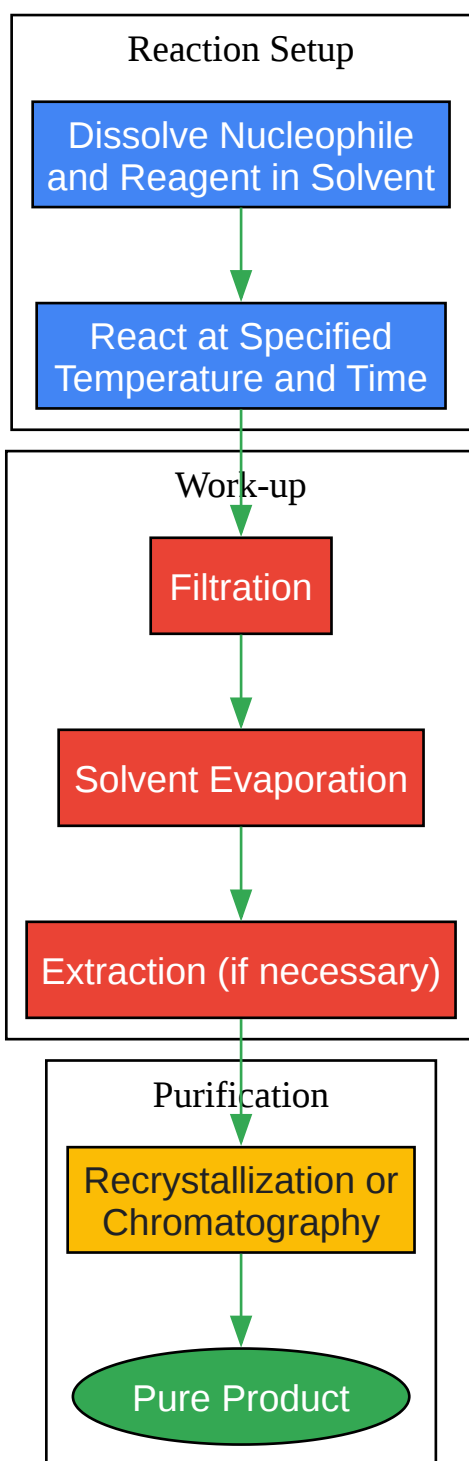 Reaction Setup
Dissolve Nucleophile
and Reagent in Solvent
React at Specified
Temperature and Time
Work-up
Filtration
Solvent Evaporation
Extraction (if necessary)
Purification
Recrystallization or
Chromatography
Pure Product